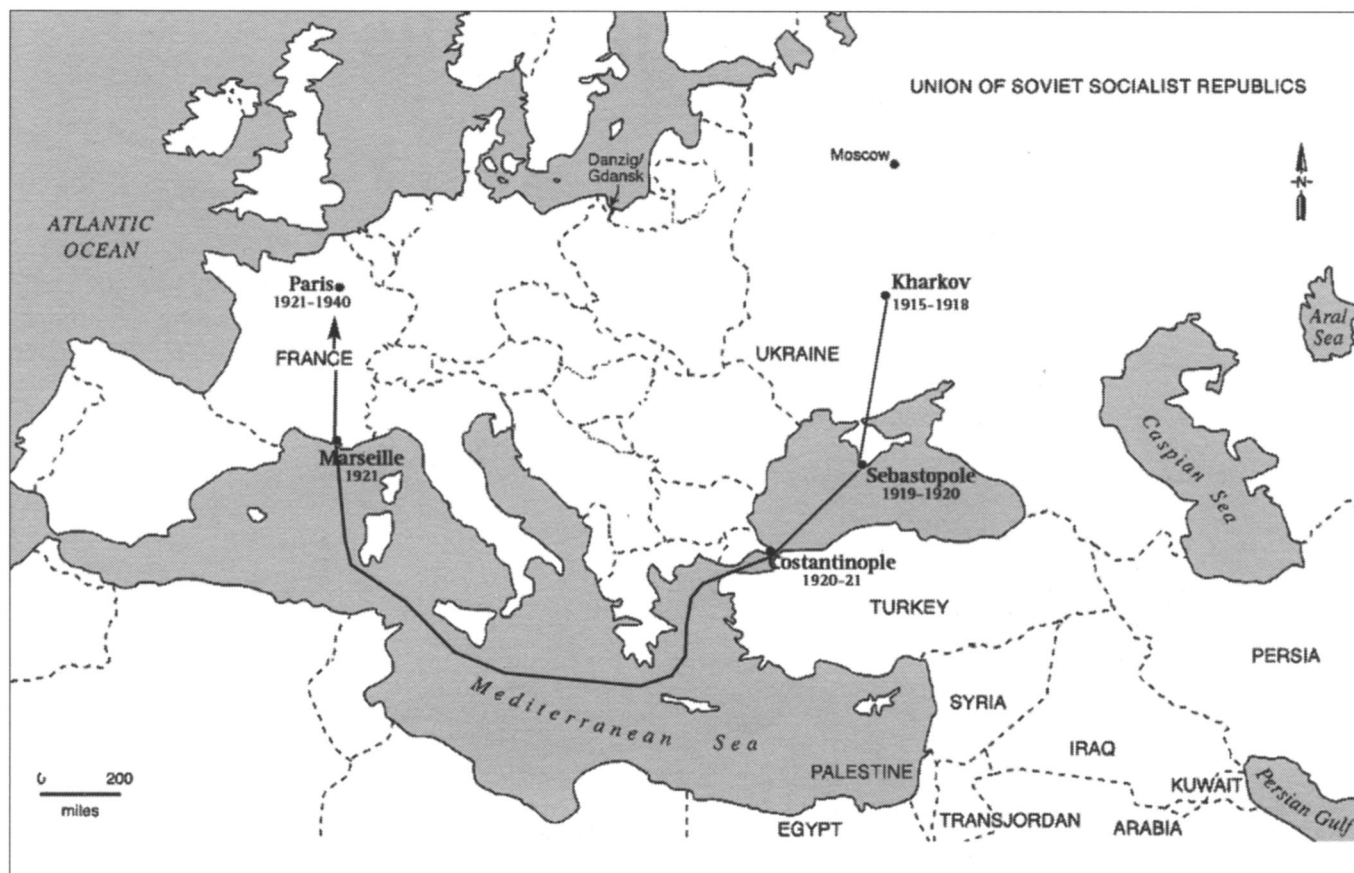 UNION OF SOVIET SOCIALIST REPUBLICS
Moscow
N
Danzig/
Gdansk
ATLANTIC
OCEAN
Paris
1921-1940
Kharkov
1915-1918
Aral
Sea
FRANCE
UKRAINE
Caspian Sea
Marseille
1921
Sebastopole
1919-1920
Costantinople
1920-21
TURKEY
PERSIA
Mediterranean Sea
SYRIA
IRAQ
PALESTINE
KUWAIT
Persian Gulf
EGYPT
TRANSJORDAN
ARABIA
0 200
miles